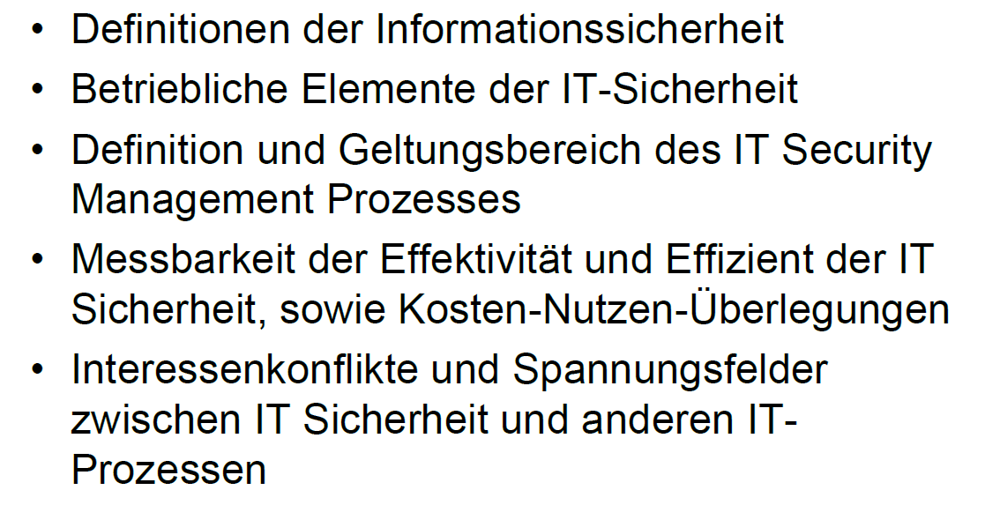 • Definitionen der Informationssicherheit
• Betriebliche Elemente der IT-Sicherheit
• Definition und Geltungsbereich des IT Security
Management Prozesses
• Messbarkeit der Effektivität und Effizient der IT
Sicherheit, sowie Kosten-Nutzen-Überlegungen
• Interessenkonflikte und Spannungsfelder
zwischen IT Sicherheit und anderen IT-
Prozessen